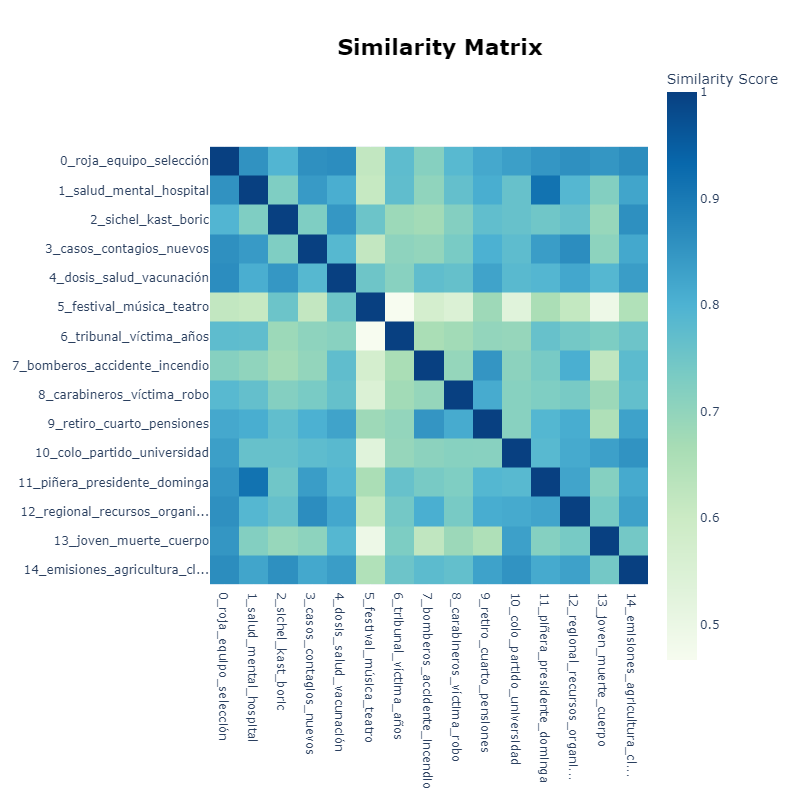 Similarity Matrix
Similarity Score
1
0.9
0.8
0.7
0.6
0.5
0_roja_equipo_selección
1_salud_mental_hospital
2_sichel_kast_boric
3_casos_contagios_nuevos
4_dosis_salud_vacunación
5_festival_música_teatro
6_tribunal_víctima_años
7_bomberos_accidente_incendio
8_carabineros_víctima_robo
9_retiro_cuarto_pensiones
10_colo_partido_universidad
11_piñera_presidente_dominga
12_regional_recursos_organi...
13_joven_muerte_cuerpo
14_emisiones_agricultura_cl...
0_roja_equipo_selección
1_salud_mental_hospital
2_sichel_kast_boric
3_casos_contagios_nuevos
4_dosis_salud_vacunación
5_festival_música_teatro
6_tribunal_víctima_años
7_bomberos_accidente_incendio
8_carabineros_víctima_robo
9_retiro_cuarto_pensiones
10_colo_partido_universidad
11_piñera_presidente_dominga
12_regional_recursos_organi...
13_joven_muerte_cuerpo
14_emisiones_agricultura_cl...